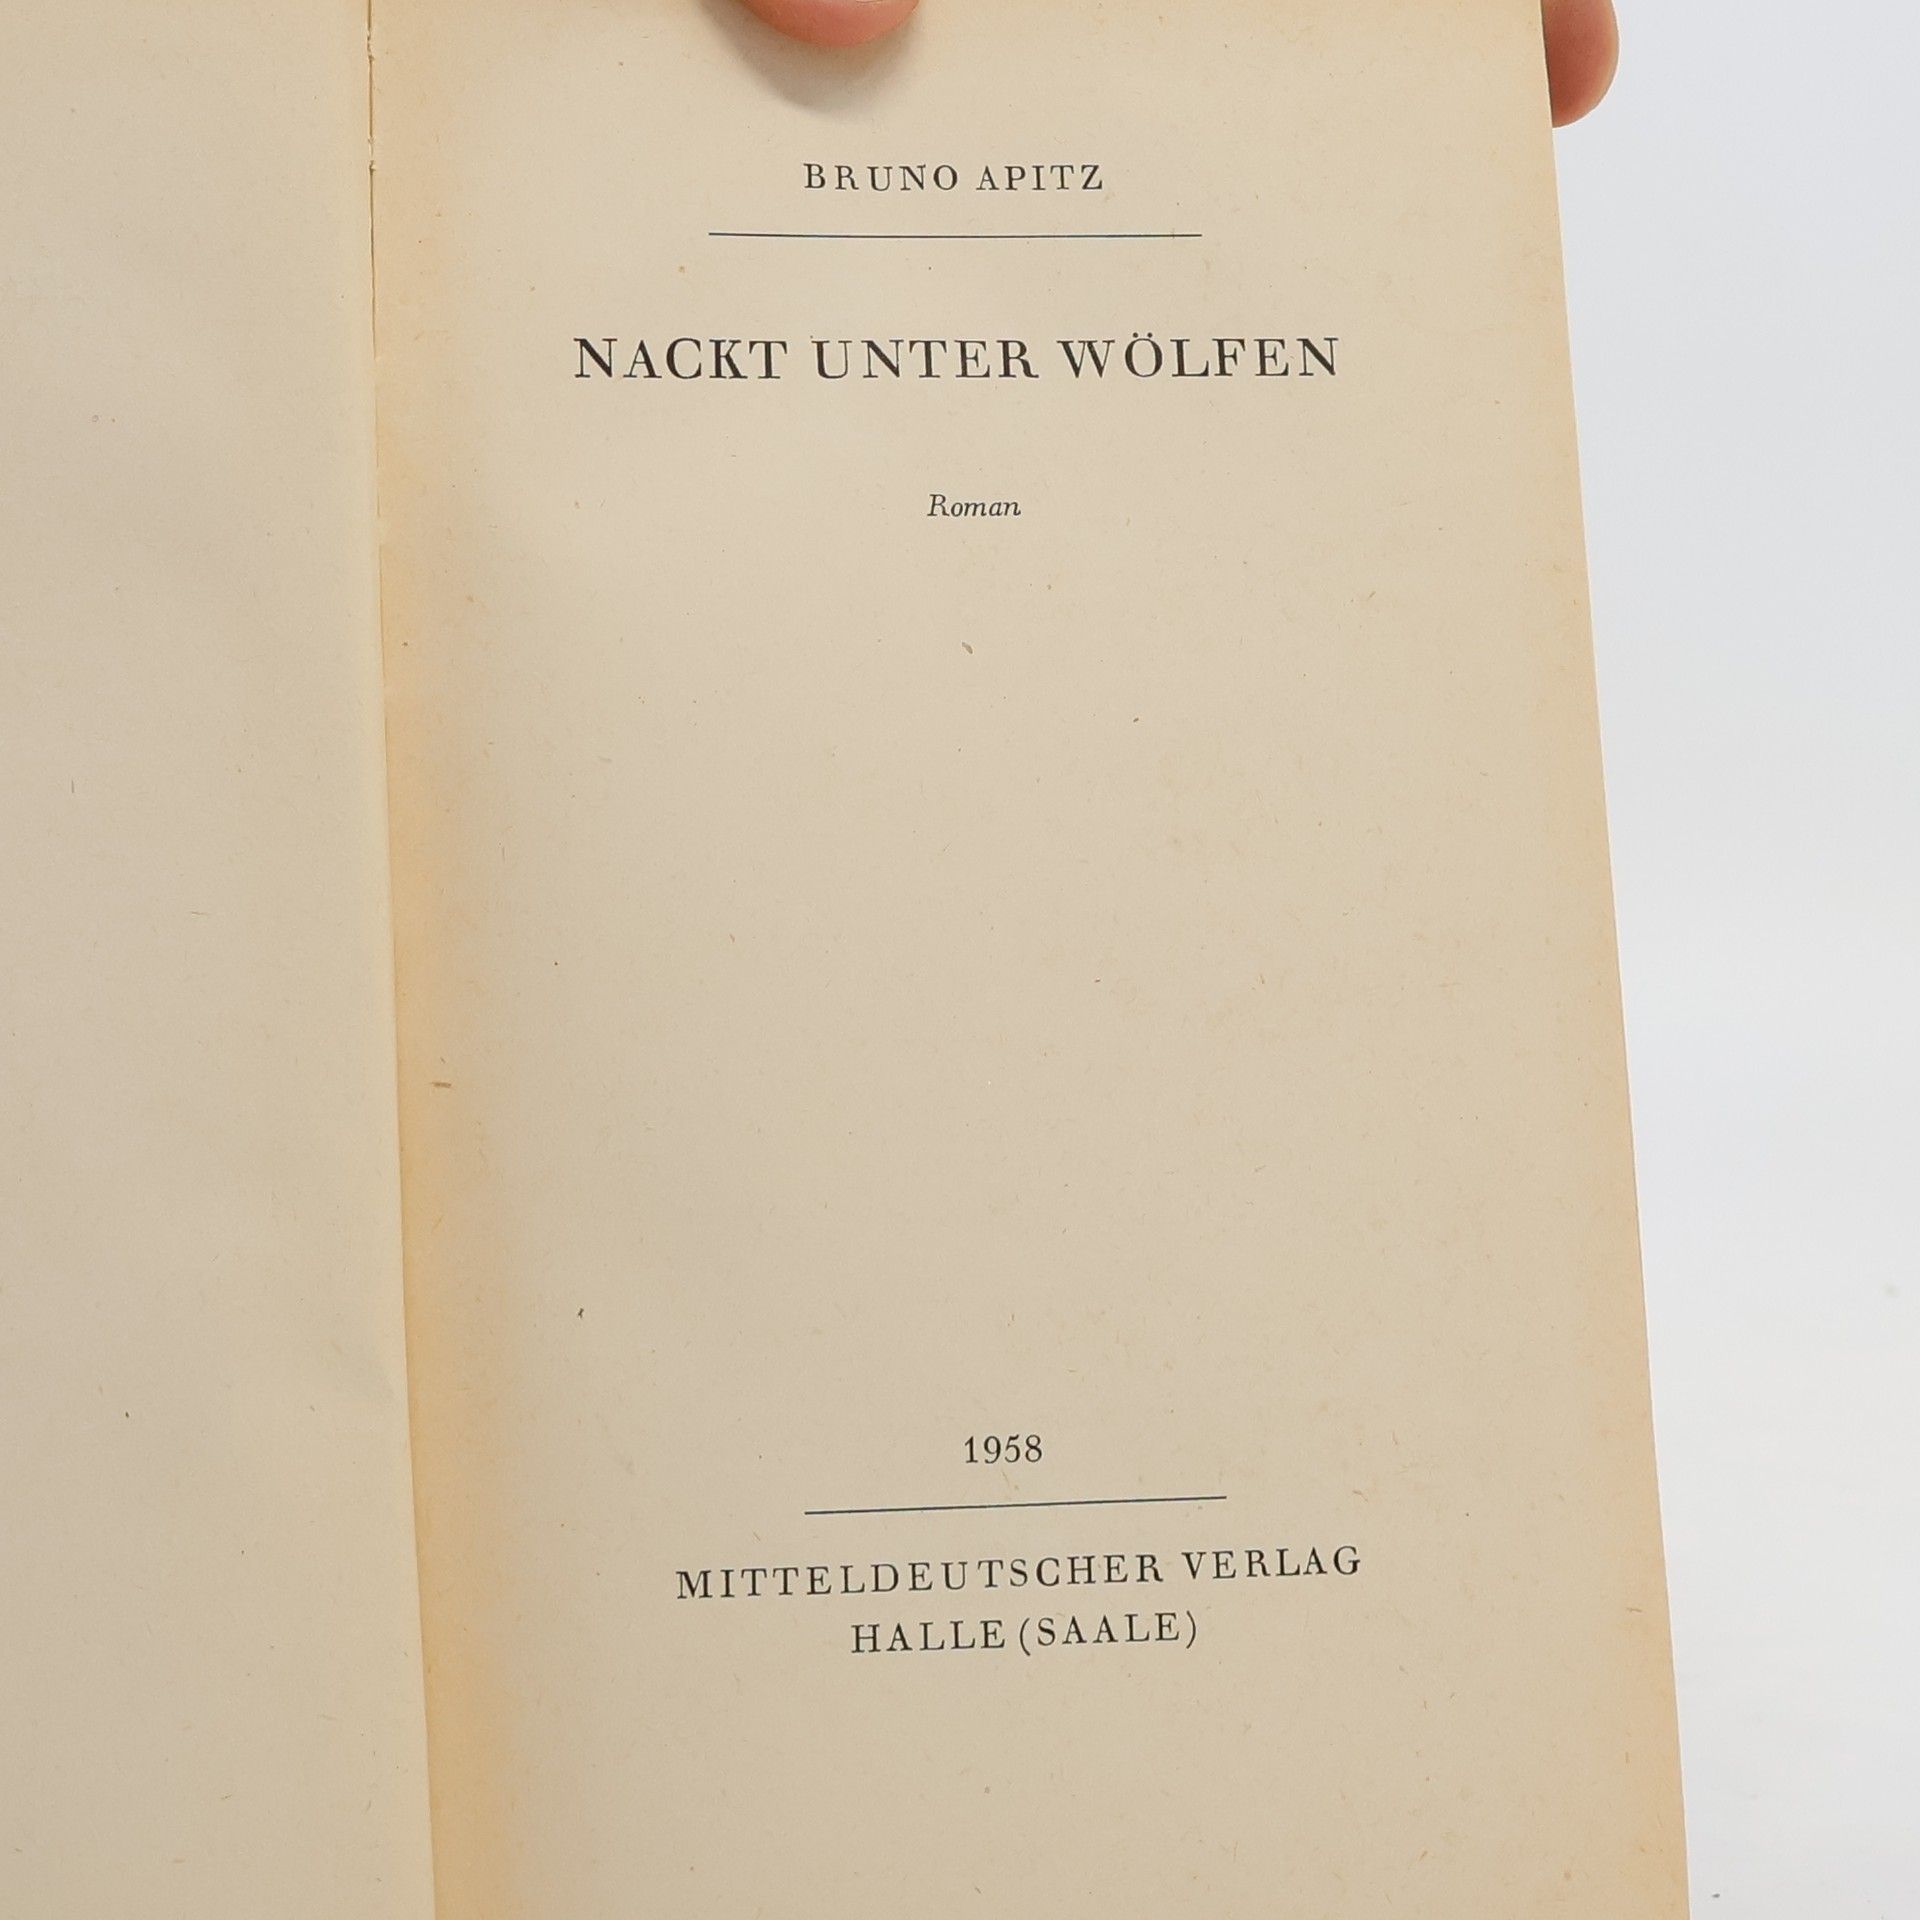 BRUNO APITZ
NACKT UNTER WÖLFEN
Roman
1958
MITTELDEUTSCHER VERLAG
HALLE (SAALE)